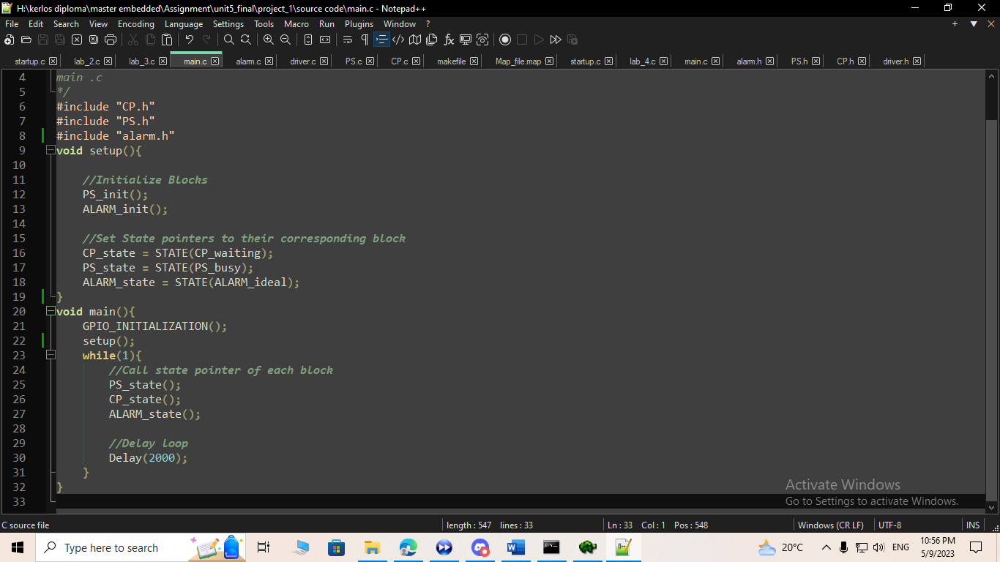 H:\kerlos diploma\master embedded\Assignment\unit5_final\project_1\source code\main.c - Notepad++
File Edit Search View Encoding Language Settings Tools Macro Run Plugins Window ?
startup.c lab_2.c lab_3.c main.c alarm.c driver.c PS.c CP.c makefile Map_file.map startup.c lab_4.c main.c alarm.h PS.h CP.h driver.h
4 main .c
5 */
6 #include "CP.h"
7 #include "PS.h"
8 #include "alarm.h"
9 void setup(){
10
11 //Initialize Blocks
12 PS_init();
13 ALARM_init();
14
15 //Set State pointers to their corresponding block
16 CP_state = STATE(CP_waiting);
17 PS_state = STATE(PS_busy);
18 ALARM_state = STATE(ALARM_ideal);
19 }
20 void main(){
21 GPIO_INITIALIZATION();
22 setup();
23 while(1){
24 //Call state pointer of each block
25 PS_state();
26 CP_state();
27 ALARM_state();
28
29 //Delay loop
30 Delay(2000);
31 }
32 }
33
Activate Windows
Go to Settings to activate Windows.
C source file length : 547 lines : 33 Ln : 33 Col : 1 Pos : 548 Windows (CR LF) UTF-8 INS
Type here to search 20°C ENG 10:56 PM
5/9/2023